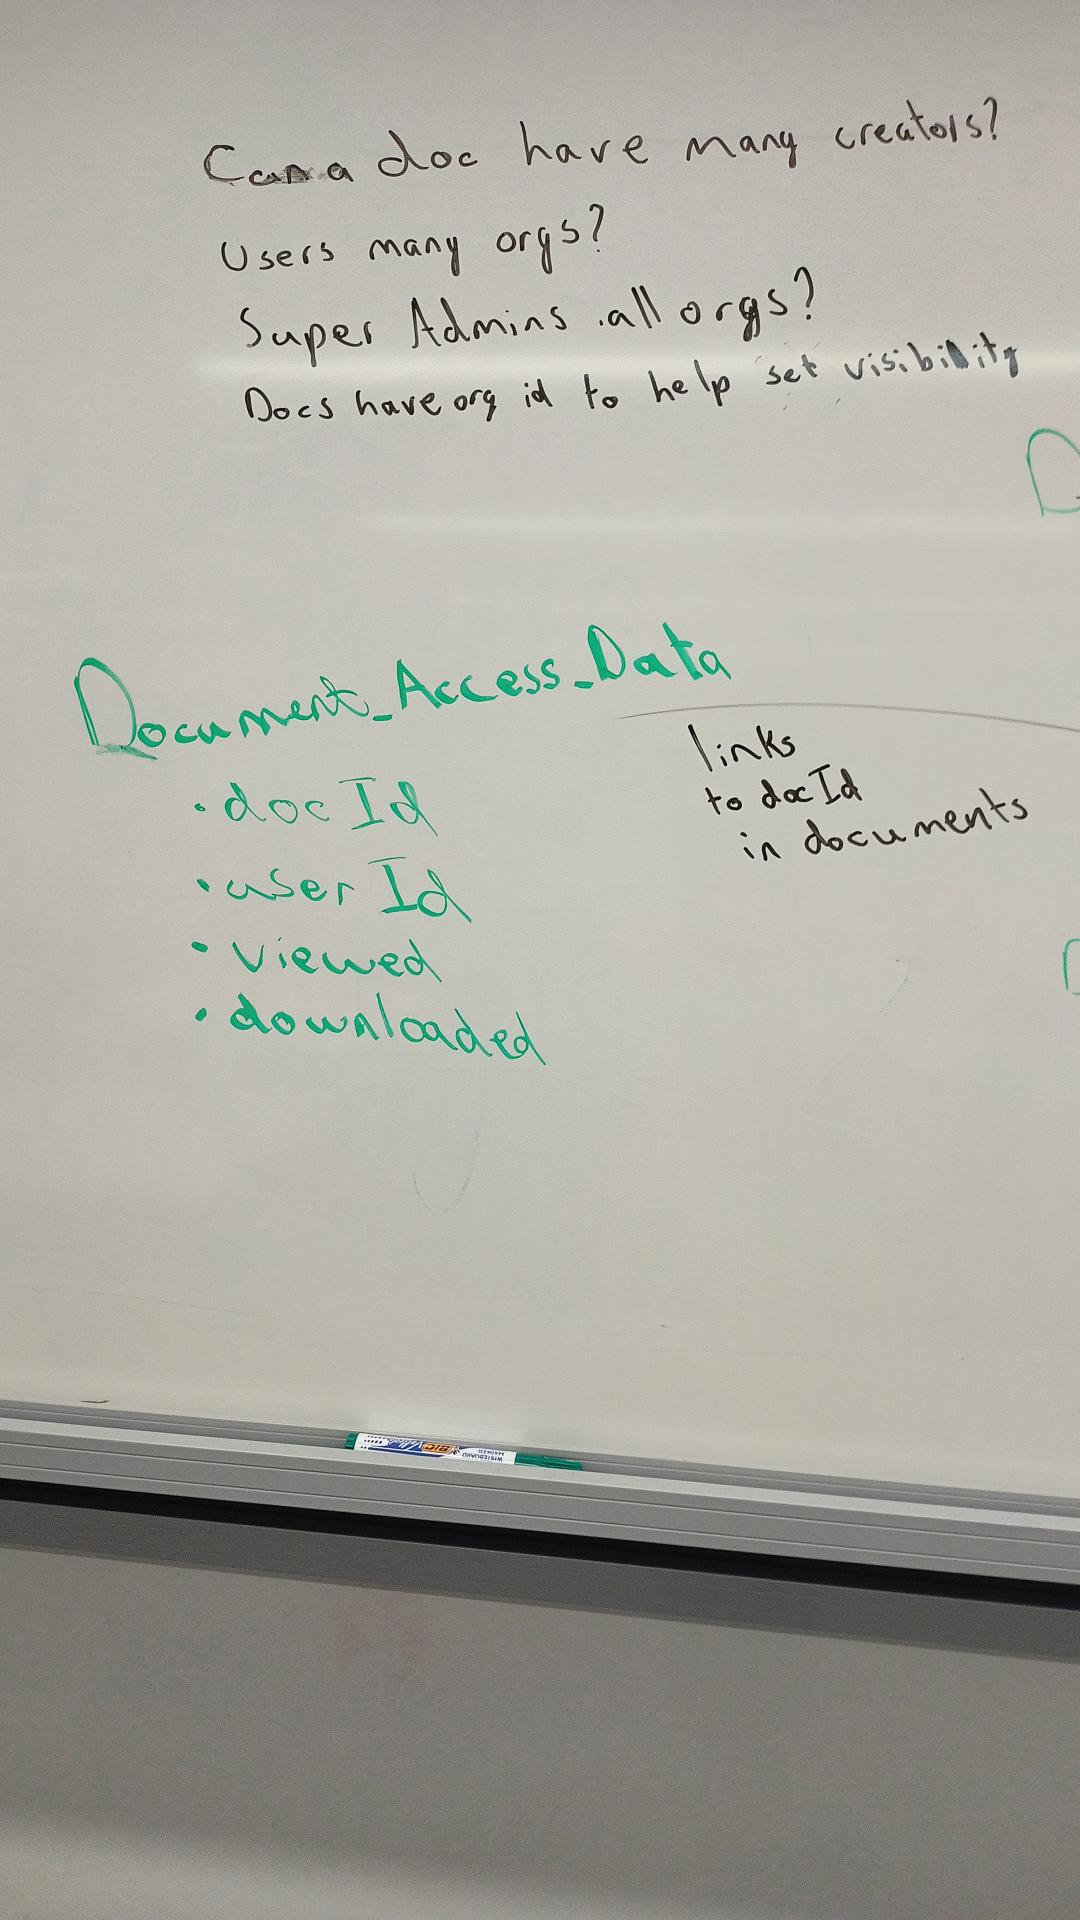 Can a doc have many creators?
Users many orgs?
Super Admins all orgs?
Docs have org id to help set visibility
D
Document_Access_Data
links
to docId
in documents
• docId
• userId
• viewed
• downloaded
BIC
WHITEBOARD
MARKER